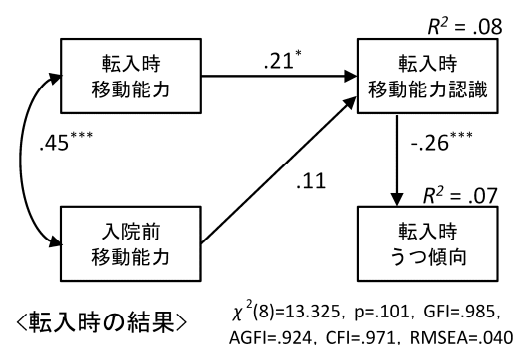 R² = .08
転入時
移動能力
.21*
転入時
移動能力認識
.45***
.11
-.26***
R² = .07
入院前
移動能力
転入時
うつ傾向
<転入時の結果>
χ²(8)=13.325, p=.101, GFI=.985,
AGFI=.924, CFI=.971, RMSEA=.040